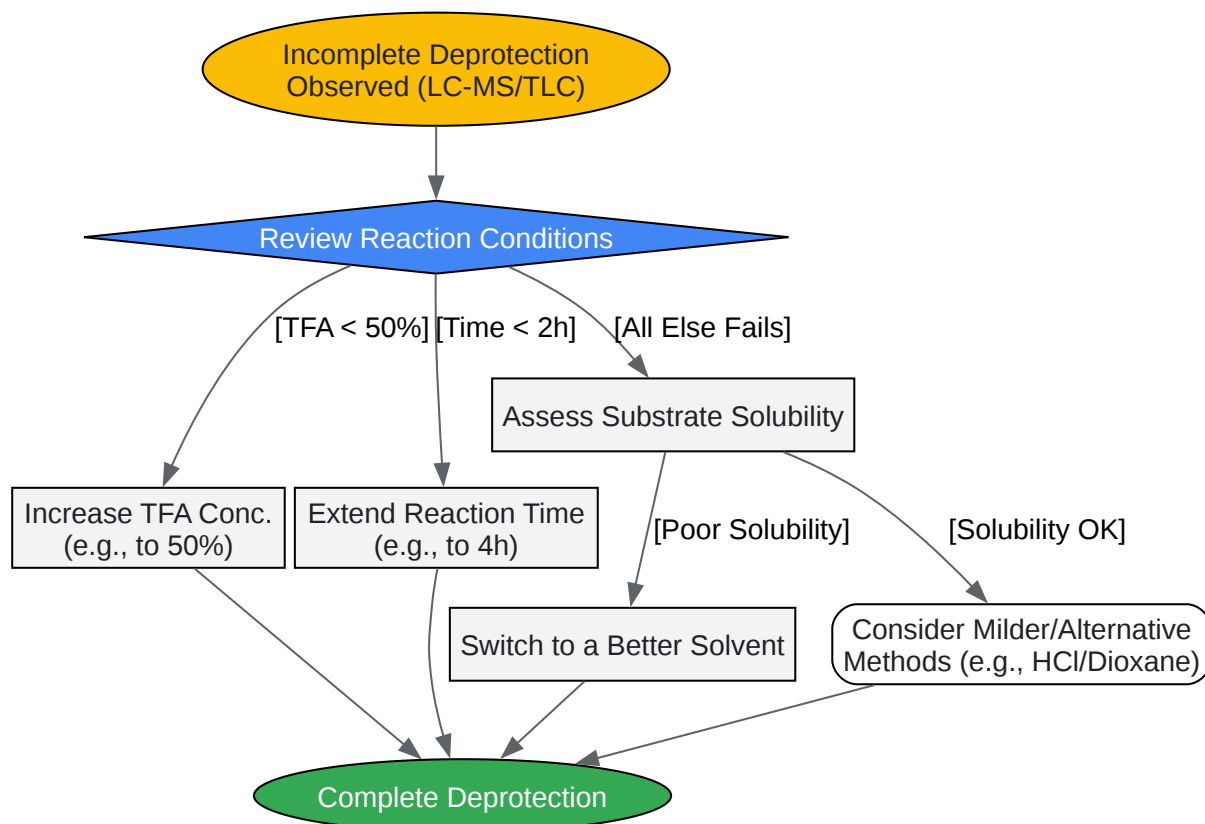 Incomplete Deprotection
Observed (LC-MS/TLC)
Review Reaction Conditions
[TFA < 50%]
[Time < 2h]
[All Else Fails]
Assess Substrate Solubility
Increase TFA Conc.
(e.g., to 50%)
Extend Reaction Time
(e.g., to 4h)
[Poor Solubility]
[Solubility OK]
Switch to a Better Solvent
Consider Milder/Alternative
Methods (e.g., HCl/Dioxane)
Complete Deprotection